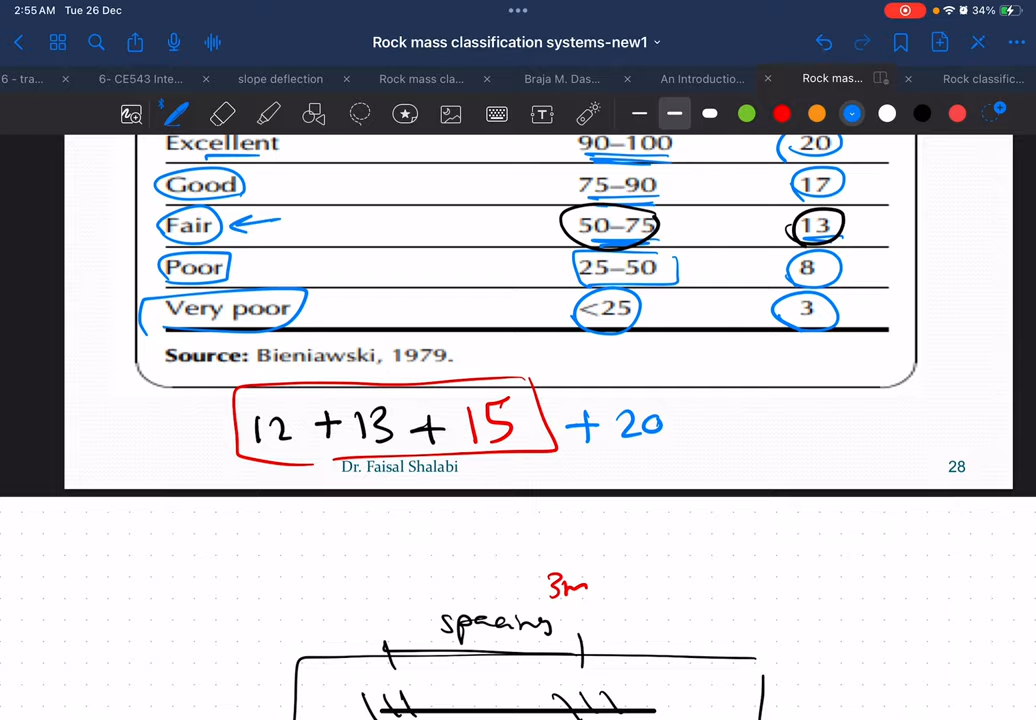 2:55AM Tue 26 Dec 34%
Rock mass classification systems-new1
6 - tra... 6- CE543 Inte... slope deflection Rock mass cla... Braja M. Das... An Introductio... Rock mas... Rock classific...
Excellent 90–100 20
Good 75–90 17
Fair 50–75 13
Poor 25–50 8
Very poor <25 3
Source: Bieniawski, 1979.
12 + 13 + 15 + 20
Dr. Faisal Shalabi 28
3m
spacing